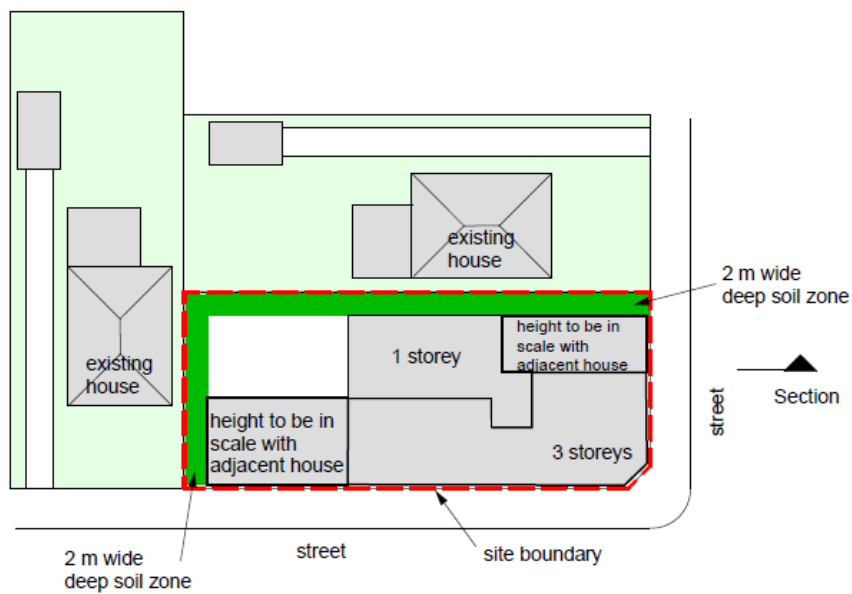 existing
house
2 m wide
deep soil zone
existing
house
1 storey
height to be in
scale with
adjacent house
Section
street
height to be in
scale with
adjacent house
3 storeys
street
site boundary
2 m wide
deep soil zone